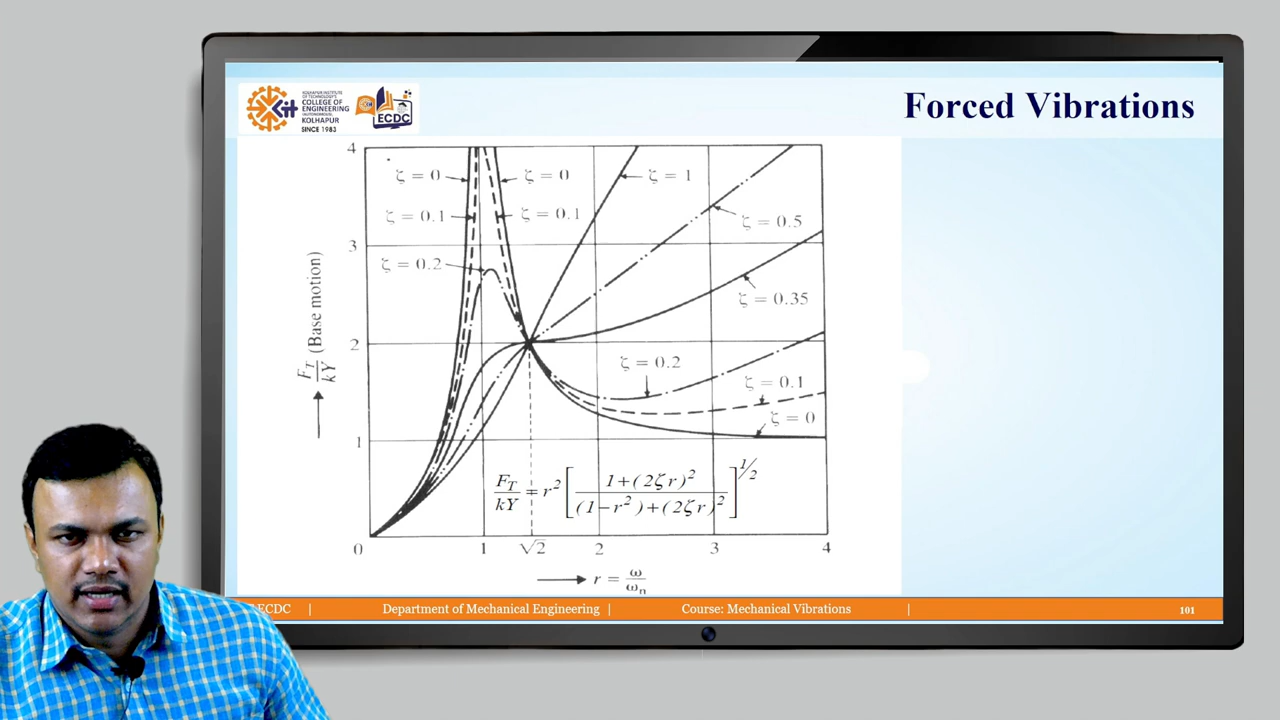 KOLHAPUR INSTITUTE
OF TECHNOLOGY'S
COLLEGE OF
ENGINEERING
(AUTONOMOUS),
KOLHAPUR
SINCE 1983
ECDC
Forced Vibrations
4
ζ = 0
ζ = 0
ζ = 1
ζ = 0.1
ζ = 0.1
ζ = 0.5
3
ζ = 0.2
ζ = 0.35
F_T/kY (Base motion)
2
ζ = 0.2
ζ = 0.1
ζ = 0
1
F_T/kY = r² [ 1+(2ζr)² / (1−r²)+(2ζr)² ]^1/2
0 1 √2 2 3 4
r = ω/ω_n
ECDC | Department of Mechanical Engineering | Course: Mechanical Vibrations | 101